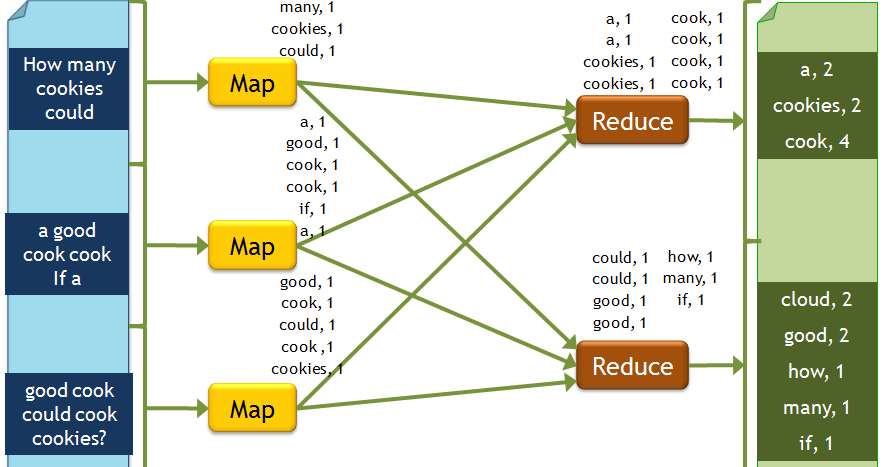 How many
cookies
could
a good
cook cook
If a
good cook
could cook
cookies?
many, 1
cookies, 1
could, 1
Map
a, 1
good, 1
cook, 1
cook, 1
if, 1
a, 1
Map
good, 1
cook, 1
could, 1
cook ,1
cookies, 1
Map
a, 1
a, 1
cookies, 1
cookies, 1
cook, 1
cook, 1
cook, 1
cook, 1
Reduce
could, 1
could, 1
good, 1
good, 1
how, 1
many, 1
if, 1
Reduce
a, 2
cookies, 2
cook, 4
cloud, 2
good, 2
how, 1
many, 1
if, 1